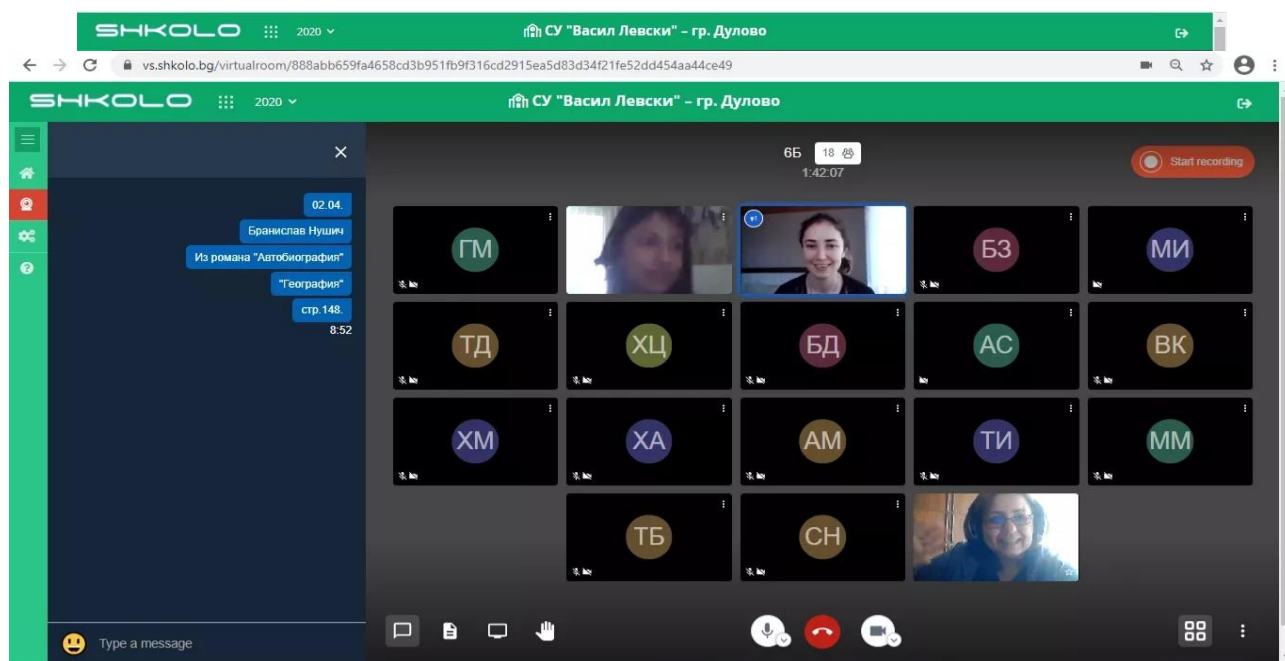 SHKOLO 2020 СУ "Васил Левски" – гр. Дулово
vs.shkolo.bg/virtualroom/888abb659fa4658cd3b951fb9f316cd2915ea5d83d34f21fe52dd454aa44ce49
SHKOLO 2020 СУ "Васил Левски" – гр. Дулово
6Б 18
1:42:07
Start recording
02.04.
Бранислав Нушич
Из романа "Автобиография"
"География"
стр.148.
8:52
ГМ БЗ МИ
ТД ХЦ БД АС ВК
ХМ ХА АМ ТИ ММ
ТБ СН
Type a message